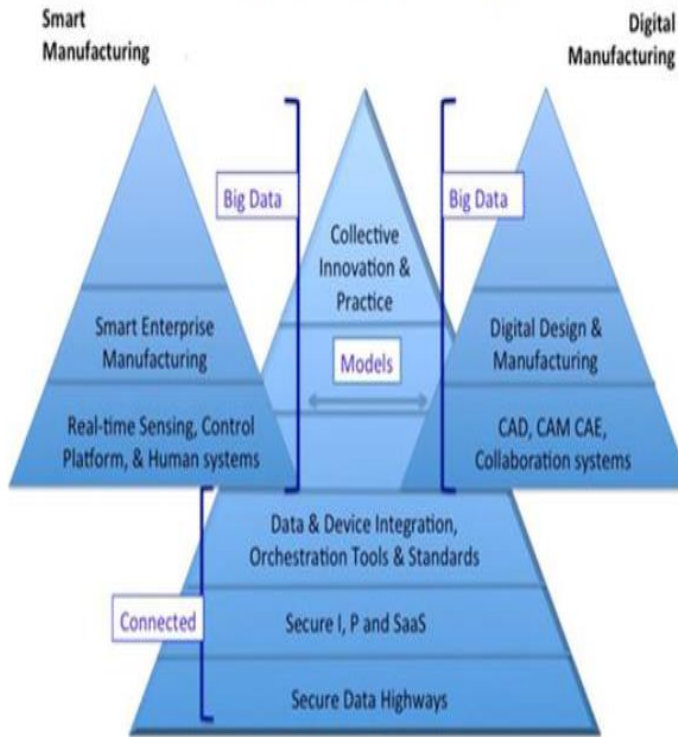 Smart
Manufacturing
Digital
Manufacturing
Big Data
Big Data
Collective
Innovation &
Practice
Smart Enterprise
Manufacturing
Models
Digital Design &
Manufacturing
Real-time Sensing, Control
Platform, & Human systems
CAD, CAM CAE,
Collaboration systems
Data & Device Integration,
Orchestration Tools & Standards
Connected
Secure I, P and SaaS
Secure Data Highways